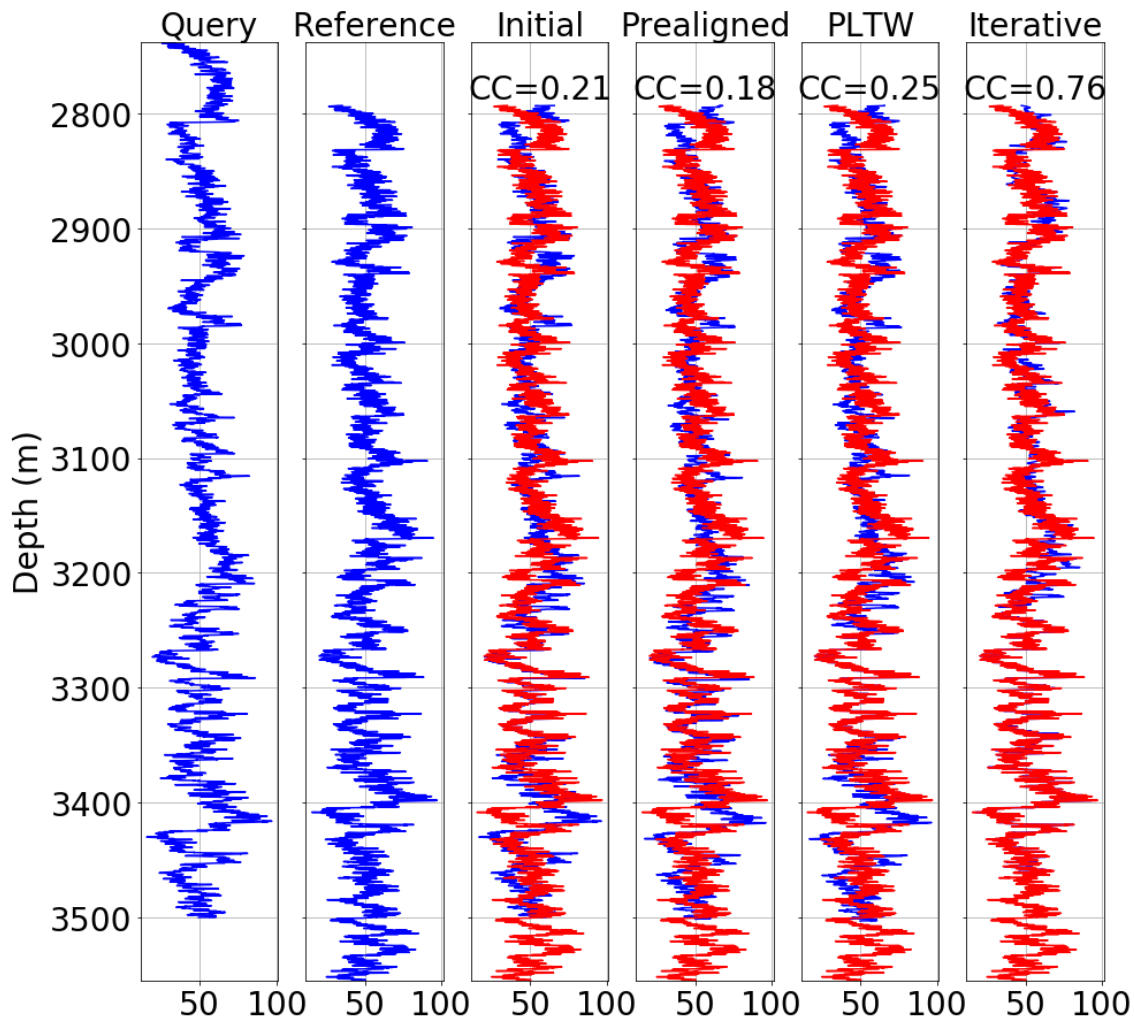 Query Reference Initial Prealigned PLTW Iterative
CC=0.21 CC=0.18 CC=0.25 CC=0.76
2800
2900
3000
3100
3200
3300
3400
3500
Depth (m)
50 100 50 100 50 100 50 100 50 100 50 100